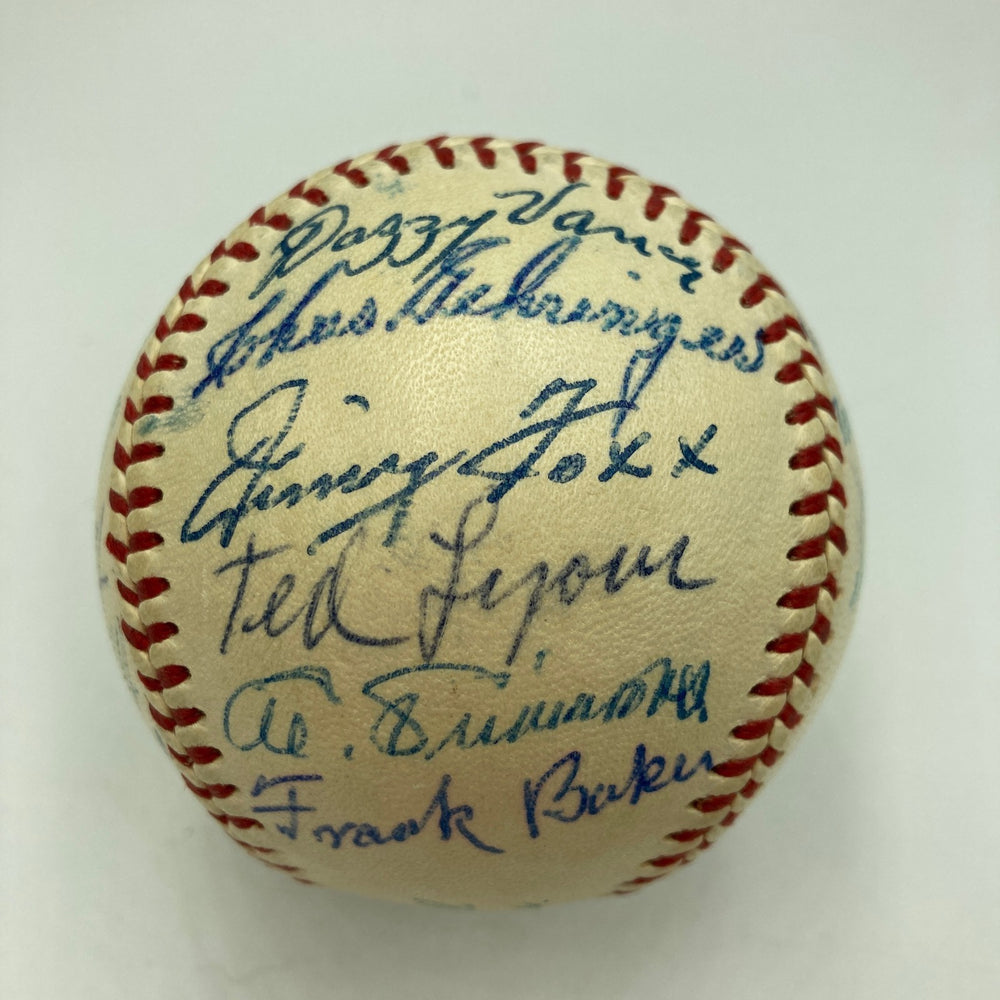 Dazzy Vance
Chas. Gehringer
Jimmy Foxx
Ted Lyons
Al. Simmons
Frank Baker